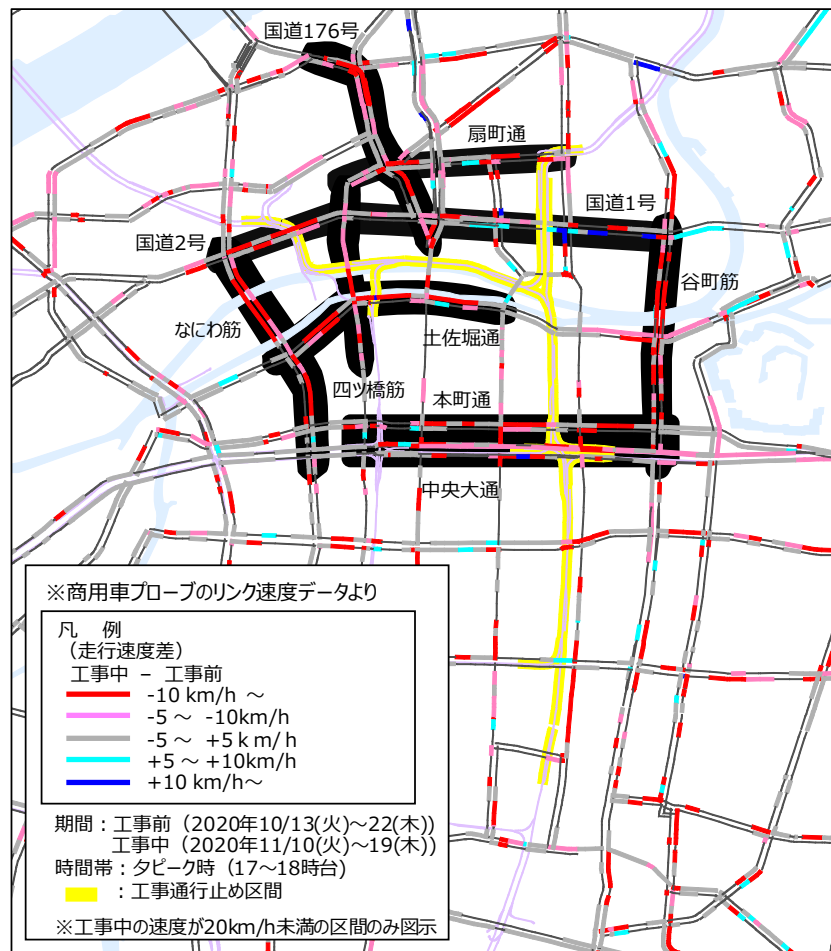 国道176号
扇町通
国道1号
国道2号
谷町筋
なにわ筋
土佐堀通
四ツ橋筋
本町通
中央大通
※商用車プローブのリンク速度データより
凡 例
(走行速度差)
工事中 － 工事前
-10 km/h ～
-5 ～ -10km/h
-5 ～ +5ｋm/ｈ
+5 ～ +10km/h
+10 km/h～
期間：工事前（2020年10/13(火)～22(木)）
工事中（2020年11/10(火)～19(木)）
時間帯：夕ピーク時（17～18時台）
：工事通行止め区間
※工事中の速度が20km/h未満の区間のみ図示